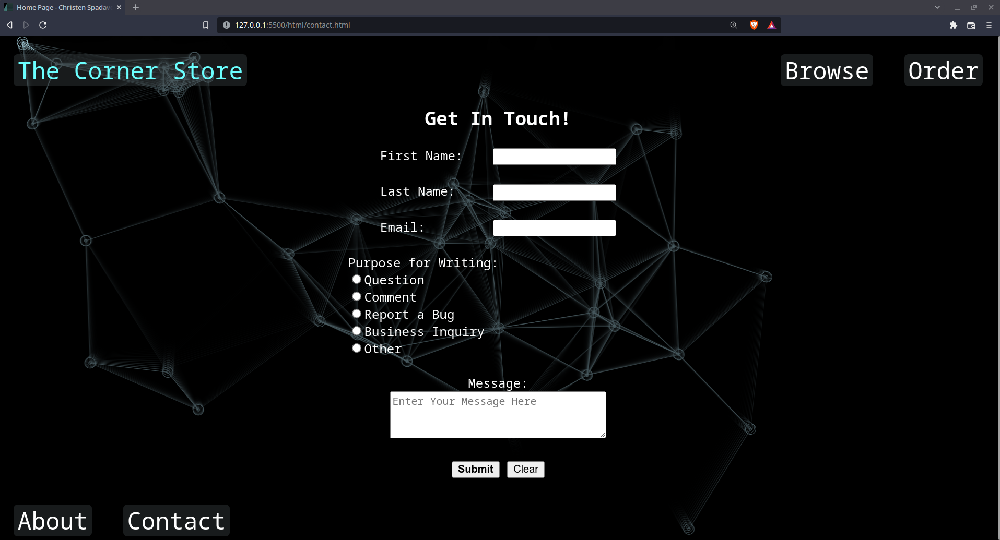 Home Page - Christen Spadav
127.0.0.1:5500/html/contact.html
The Corner Store
Browse
Order
Get In Touch!
First Name:
Last Name:
Email:
Purpose for Writing:
Question
Comment
Report a Bug
Business Inquiry
Other
Message:
Enter Your Message Here
Submit
Clear
About
Contact